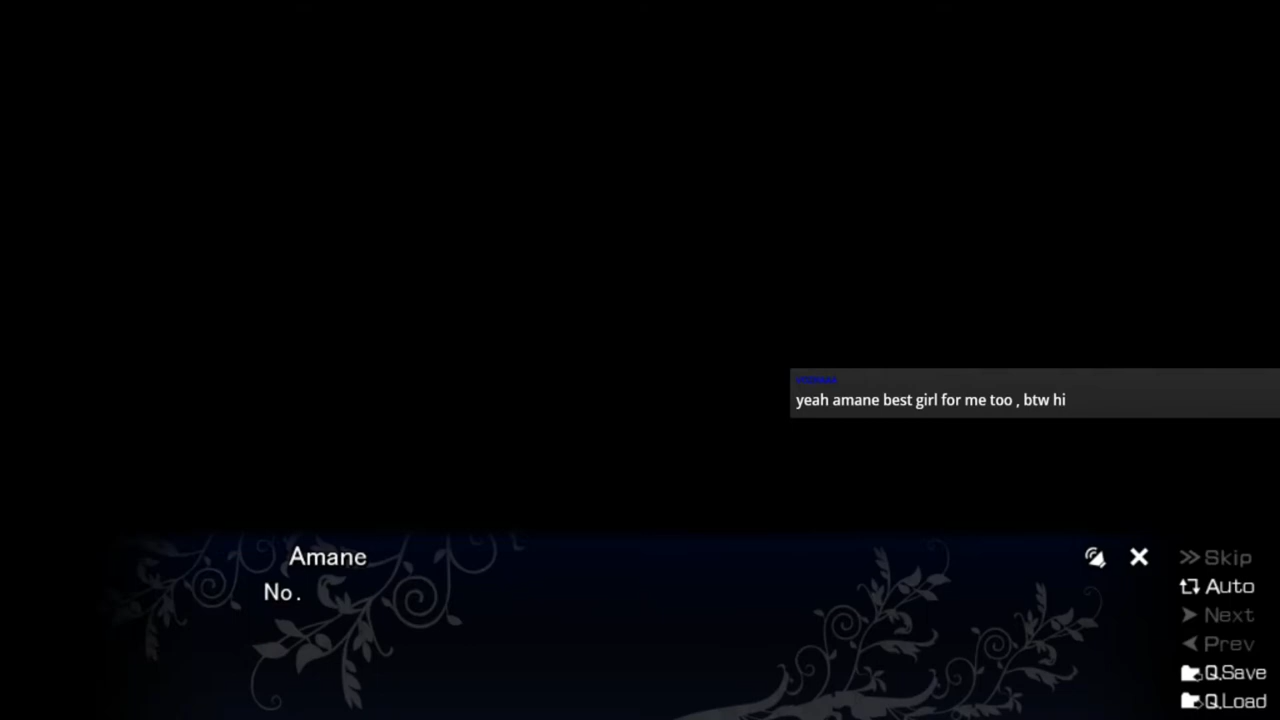 yeah amane best girl for me too , btw hi
Amane
No.
Skip
Auto
Next
Prev
Q.Save
Q.Load